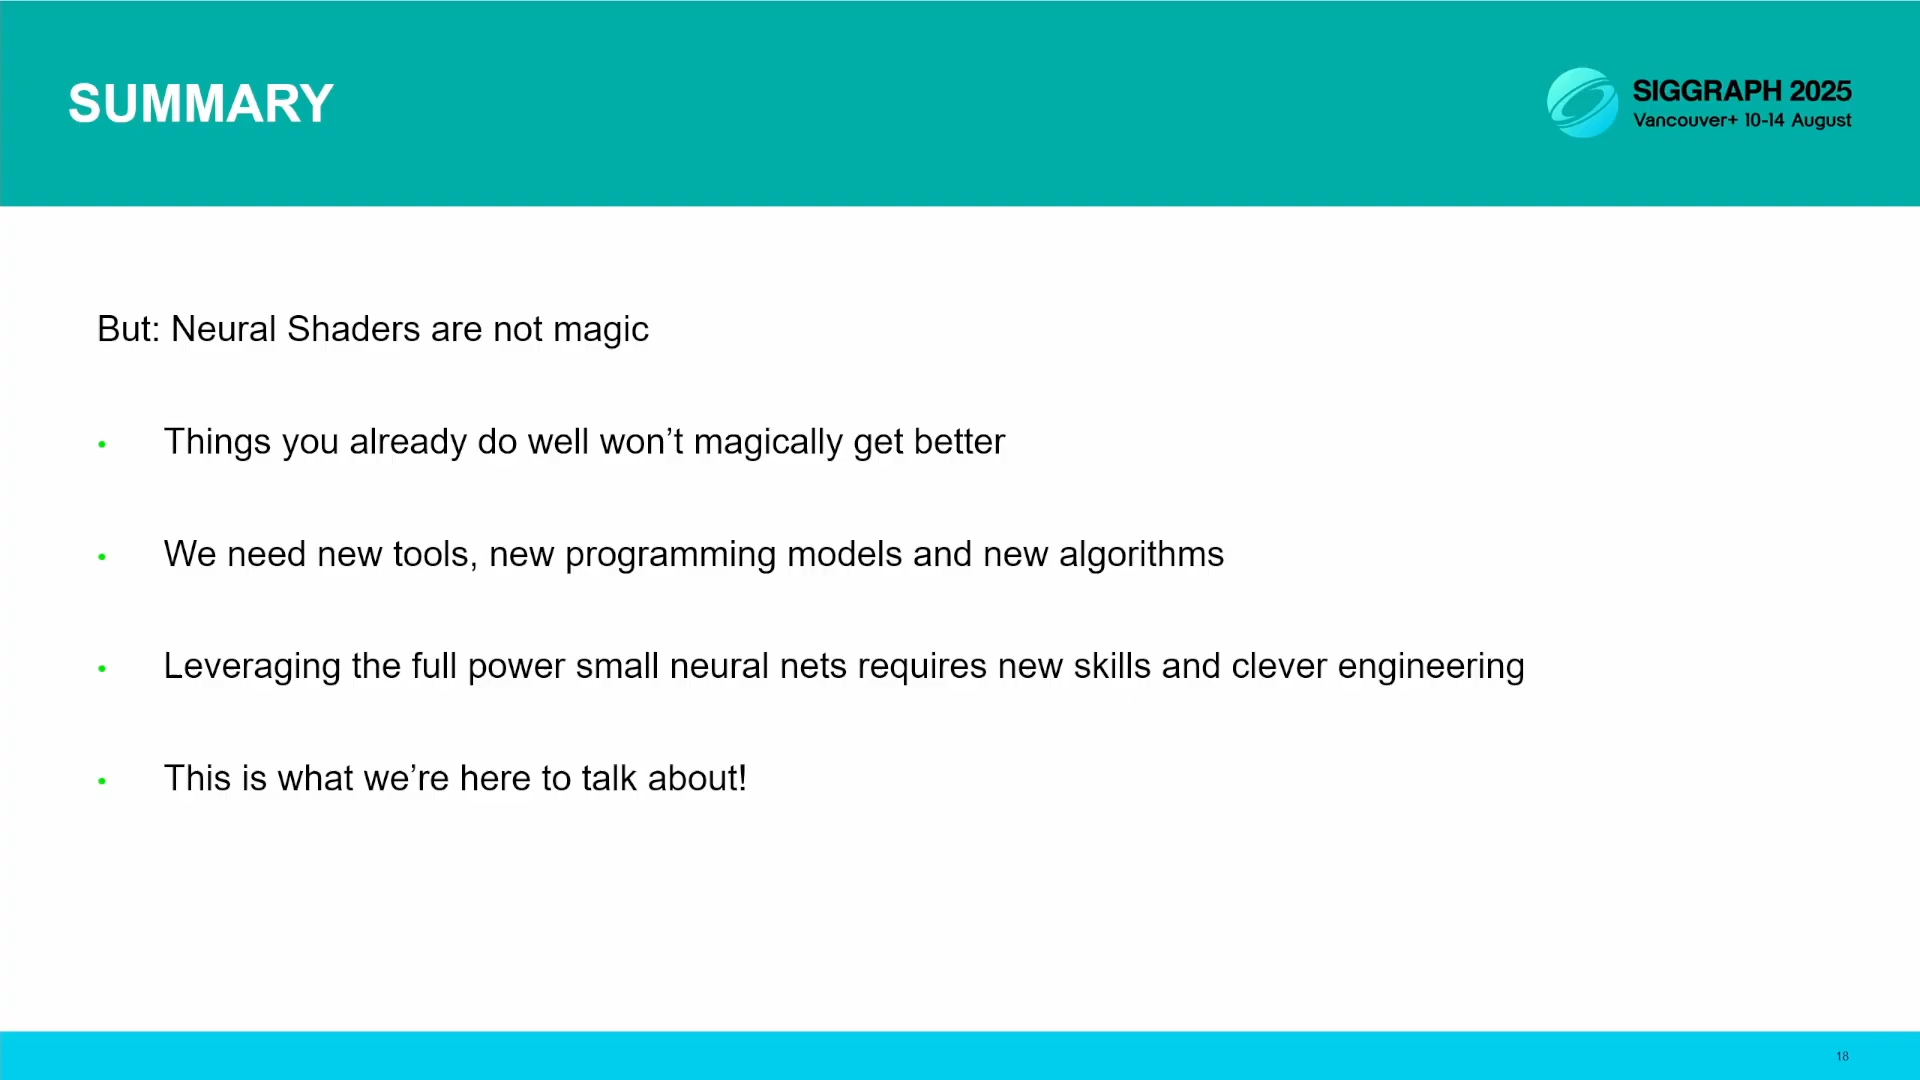 SUMMARY
SIGGRAPH 2025
Vancouver+ 10-14 August
But: Neural Shaders are not magic
• Things you already do well won’t magically get better
• We need new tools, new programming models and new algorithms
• Leveraging the full power small neural nets requires new skills and clever engineering
• This is what we’re here to talk about!
18